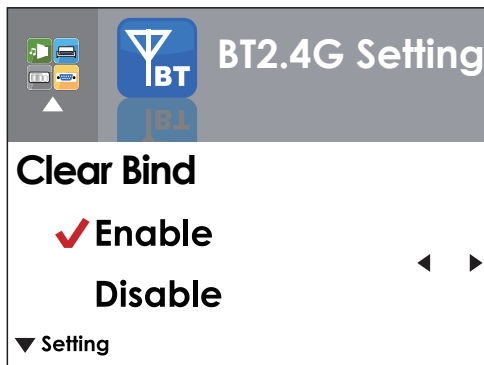 BT2.4G Setting
BT
Clear Bind
Enable
Disable
Setting